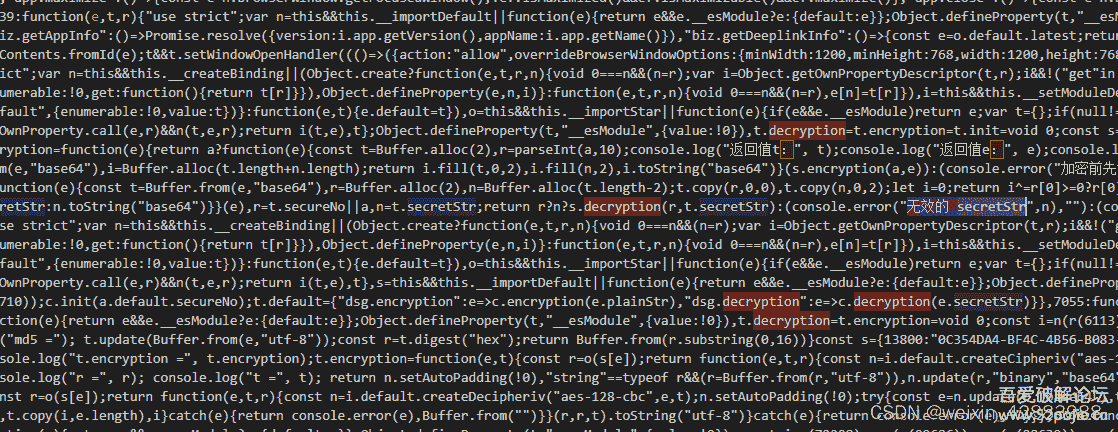 39:function(e,t,r){"use strict";var n=this&&this.__importDefault||function(e){return e&&e.__esModule?e:{default:e}};Object.defineProperty(t,"__es
biz.getAppInfo":()=>Promise.resolve({version:i.app.getVersion(),appName:i.app.getName()}),"biz.getDeeplinkInfo":()=>{const e=o.default.latest;return
Contents.fromId(e);t&&t.setWindowOpenHandler((()=>({action:"allow",overrideBrowserWindowOptions:{minWidth:1200,minHeight:768,width:1200,height:768
ict";var n=this&&this.__createBinding||(Object.create?function(e,t,r,n){void 0===n&&(n=r);var i=Object.getOwnPropertyDescriptor(t,r);i&&!("get"in
umerable:!0,get:function(){return t[r]}}),Object.defineProperty(e,n,i)}:function(e,t,r,n){void 0===n&&(n=r),e[n]=t[r]}),i=this&&this.__setModuleDe
fault",{enumerable:!0,value:t})}:function(e,t){e.default=t}),o=this&&this.__importStar||function(e){if(e&&e.__esModule)return e;var t={};if(null!=
OwnProperty.call(e,r)&&n(t,e,r);return i(t,e),t};Object.defineProperty(t,"__esModule",{value:!0}),t.decryption=t.encryption=t.init=void 0;const s
ryption=function(e){return a?function(e){const t=Buffer.alloc(2),r=parseInt(a,10);console.log("返回值t：", t);console.log("返回值e：", e);console.l
m(e,"base64"),i=Buffer.alloc(t.length+n.length);return i.fill(t,0,2),i.fill(n,2),i.toString("base64")}(s.encryption(a,e)):(console.error("加密前先
unction(e){const t=Buffer.from(e,"base64"),r=Buffer.alloc(2),n=Buffer.alloc(t.length-2);t.copy(r,0,0),t.copy(n,0,2);let i=0;return i^=r[0]>=0?r[0
retStr:n.toString("base64")}}(e),r=t.secureNo||a,n=t.secretStr;return r?n?s.decryption(r,t.secretStr):(console.error("无效的 secretStr",n),""):(co
se strict";var n=this&&this.__createBinding||(Object.create?function(e,t,r,n){void 0===n&&(n=r);var i=Object.getOwnPropertyDescriptor(t,r);i&&!("g
umerable:!0,get:function(){return t[r]}}),Object.defineProperty(e,n,i)}:function(e,t,r,n){void 0===n&&(n=r),e[n]=t[r]}),i=this&&this.__setModuleDe
fault",{enumerable:!0,value:t})}:function(e,t){e.default=t}),o=this&&this.__importStar||function(e){if(e&&e.__esModule)return e;var t={};if(null!=
OwnProperty.call(e,r)&&n(t,e,r);return i(t,e),t},s=this&&this.__importDefault||function(e){return e&&e.__esModule?e:{default:e}};Object.defineProp
710));c.init(a.default.secureNo);t.default={"dsg.encryption":e=>c.encryption(e.plainStr),"dsg.decryption":e=>c.decryption(e.secretStr)}},7055:func
ction(e){return e&&e.__esModule?e:{default:e}};Object.defineProperty(t,"__esModule",{value:!0}),t.decryption=t.encryption=void 0;const i=n(r(6113)
("md5 ="); t.update(Buffer.from(e,"utf-8"));const r=t.digest("hex");return Buffer.from(r.substring(0,16))}const s={13800:"0C354DA4-BF4C-4B56-B083-
sole.log("t.encryption =", t.encryption);t.encryption=function(e,t){const r=o(s[e]);return function(e,t,r){const n=i.default.createCipheriv("aes-1
sole.log("r =", r); console.log("t =", t); return n.setAutoPadding(!0),"string"==typeof r&&(r=Buffer.from(r,"utf-8")),n.update(r,"binary","base64"
nst r=o(s[e]);return function(e,t,r){const n=i.default.createDecipheriv("aes-128-cbc",e,t);n.setAutoPadding(!0);try{const e=n.updat
,t.copy(i,e.length),i}catch(e){return console.error(e),Buffer.from("")}}(r,r,t).toString("utf-8")}catch(e){return console.error(
吾爱破解论坛